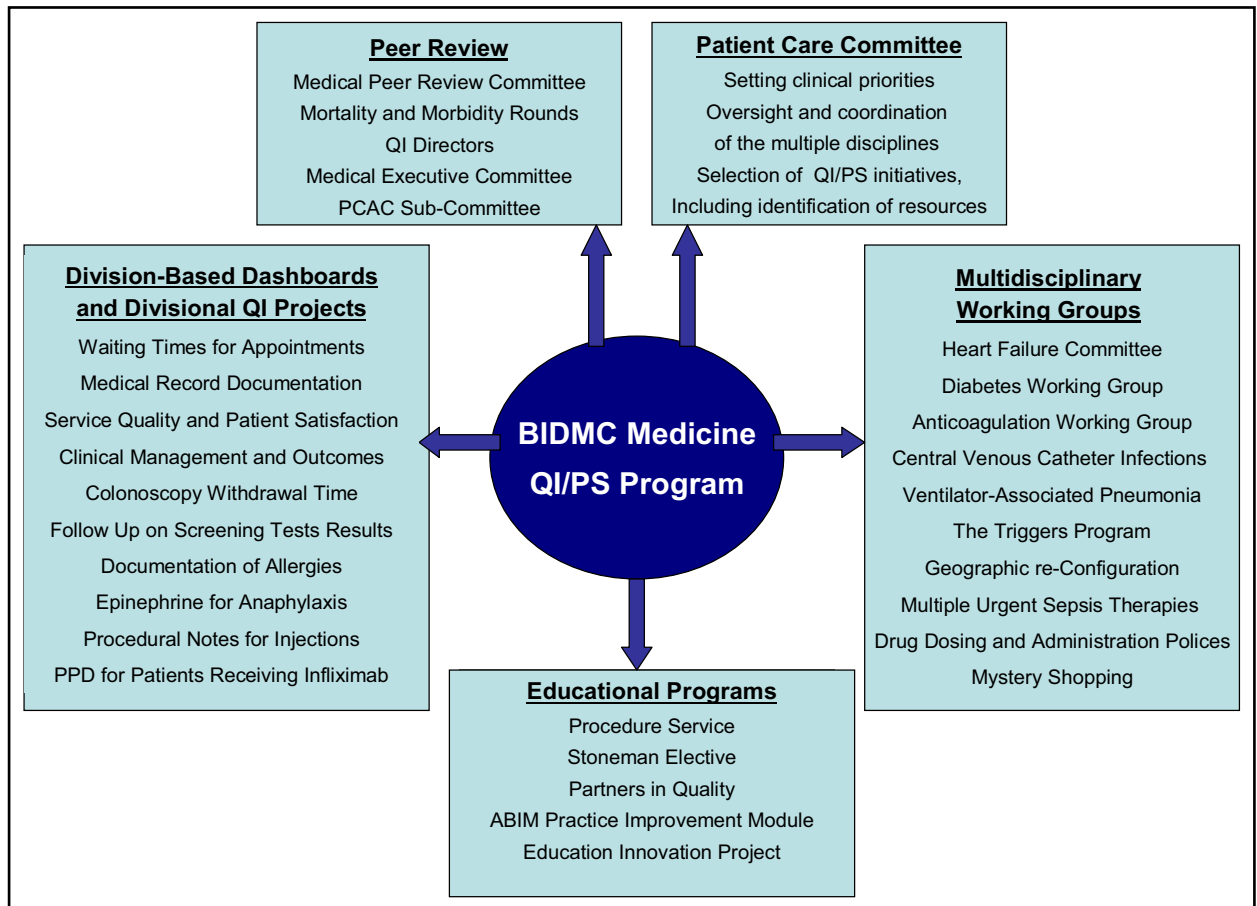 Peer Review
Medical Peer Review Committee
Mortality and Morbidity Rounds
QI Directors
Medical Executive Committee
PCAC Sub-Committee
Patient Care Committee
Setting clinical priorities
Oversight and coordination
of the multiple disciplines
Selection of QI/PS initiatives,
Including identification of resources
Division-Based Dashboards
and Divisional QI Projects
Waiting Times for Appointments
Medical Record Documentation
Service Quality and Patient Satisfaction
Clinical Management and Outcomes
Colonoscopy Withdrawal Time
Follow Up on Screening Tests Results
Documentation of Allergies
Epinephrine for Anaphylaxis
Procedural Notes for Injections
PPD for Patients Receiving Infliximab
BIDMC Medicine
QI/PS Program
Multidisciplinary
Working Groups
Heart Failure Committee
Diabetes Working Group
Anticoagulation Working Group
Central Venous Catheter Infections
Ventilator-Associated Pneumonia
The Triggers Program
Geographic re-Configuration
Multiple Urgent Sepsis Therapies
Drug Dosing and Administration Polices
Mystery Shopping
Educational Programs
Procedure Service
Stoneman Elective
Partners in Quality
ABIM Practice Improvement Module
Education Innovation Project